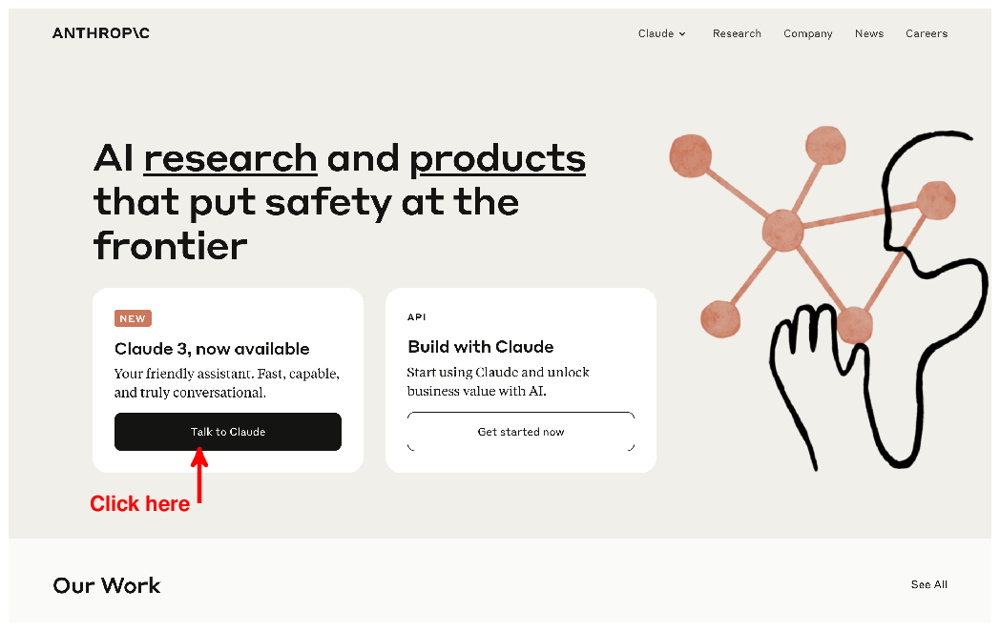 ANTHROP\C
Claude Research Company News Careers
AI research and products
that put safety at the
frontier
NEW
Claude 3, now available
Your friendly assistant. Fast, capable,
and truly conversational.
Talk to Claude
API
Build with Claude
Start using Claude and unlock
business value with AI.
Get started now
Click here
Our Work
See All